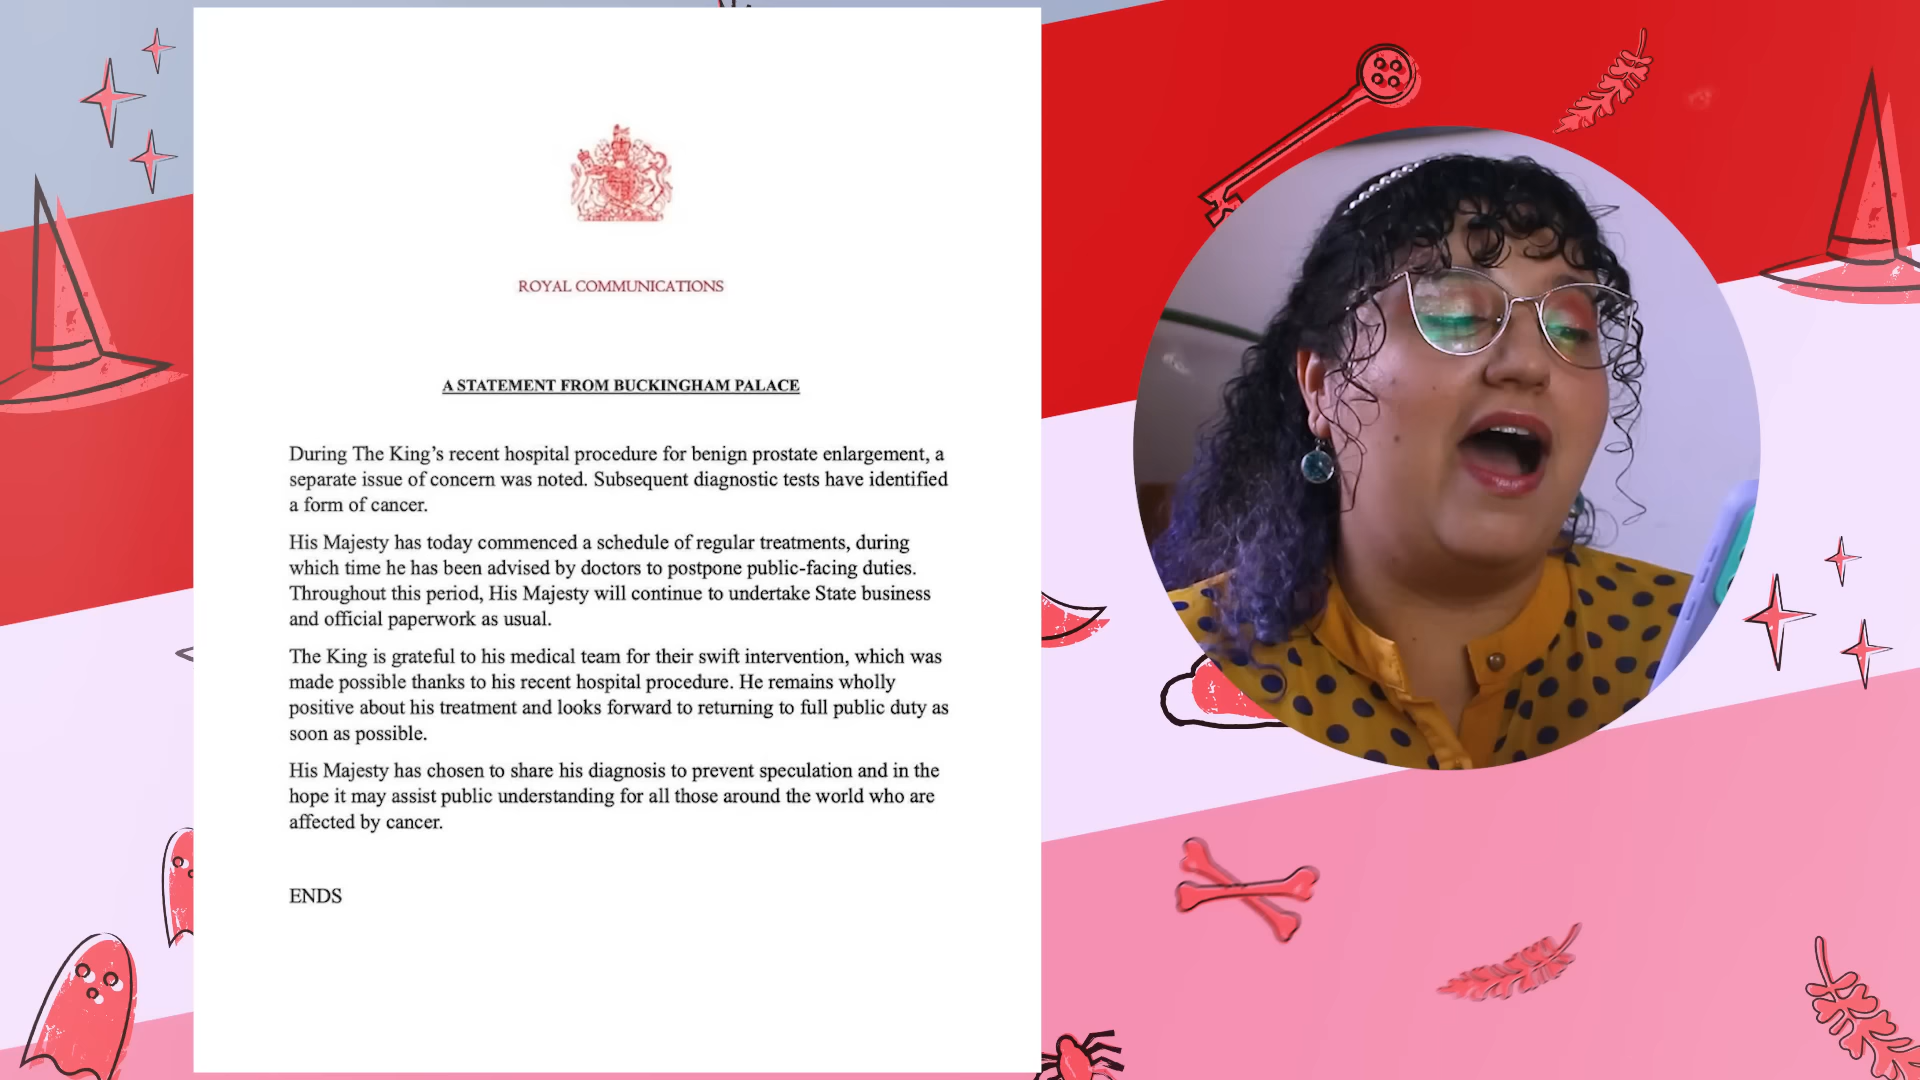 ROYAL COMMUNICATIONS
A STATEMENT FROM BUCKINGHAM PALACE
During The King’s recent hospital procedure for benign prostate enlargement, a
separate issue of concern was noted. Subsequent diagnostic tests have identified
a form of cancer.
His Majesty has today commenced a schedule of regular treatments, during
which time he has been advised by doctors to postpone public-facing duties.
Throughout this period, His Majesty will continue to undertake State business
and official paperwork as usual.
The King is grateful to his medical team for their swift intervention, which was
made possible thanks to his recent hospital procedure. He remains wholly
positive about his treatment and looks forward to returning to full public duty as
soon as possible.
His Majesty has chosen to share his diagnosis to prevent speculation and in the
hope it may assist public understanding for all those around the world who are
affected by cancer.
ENDS